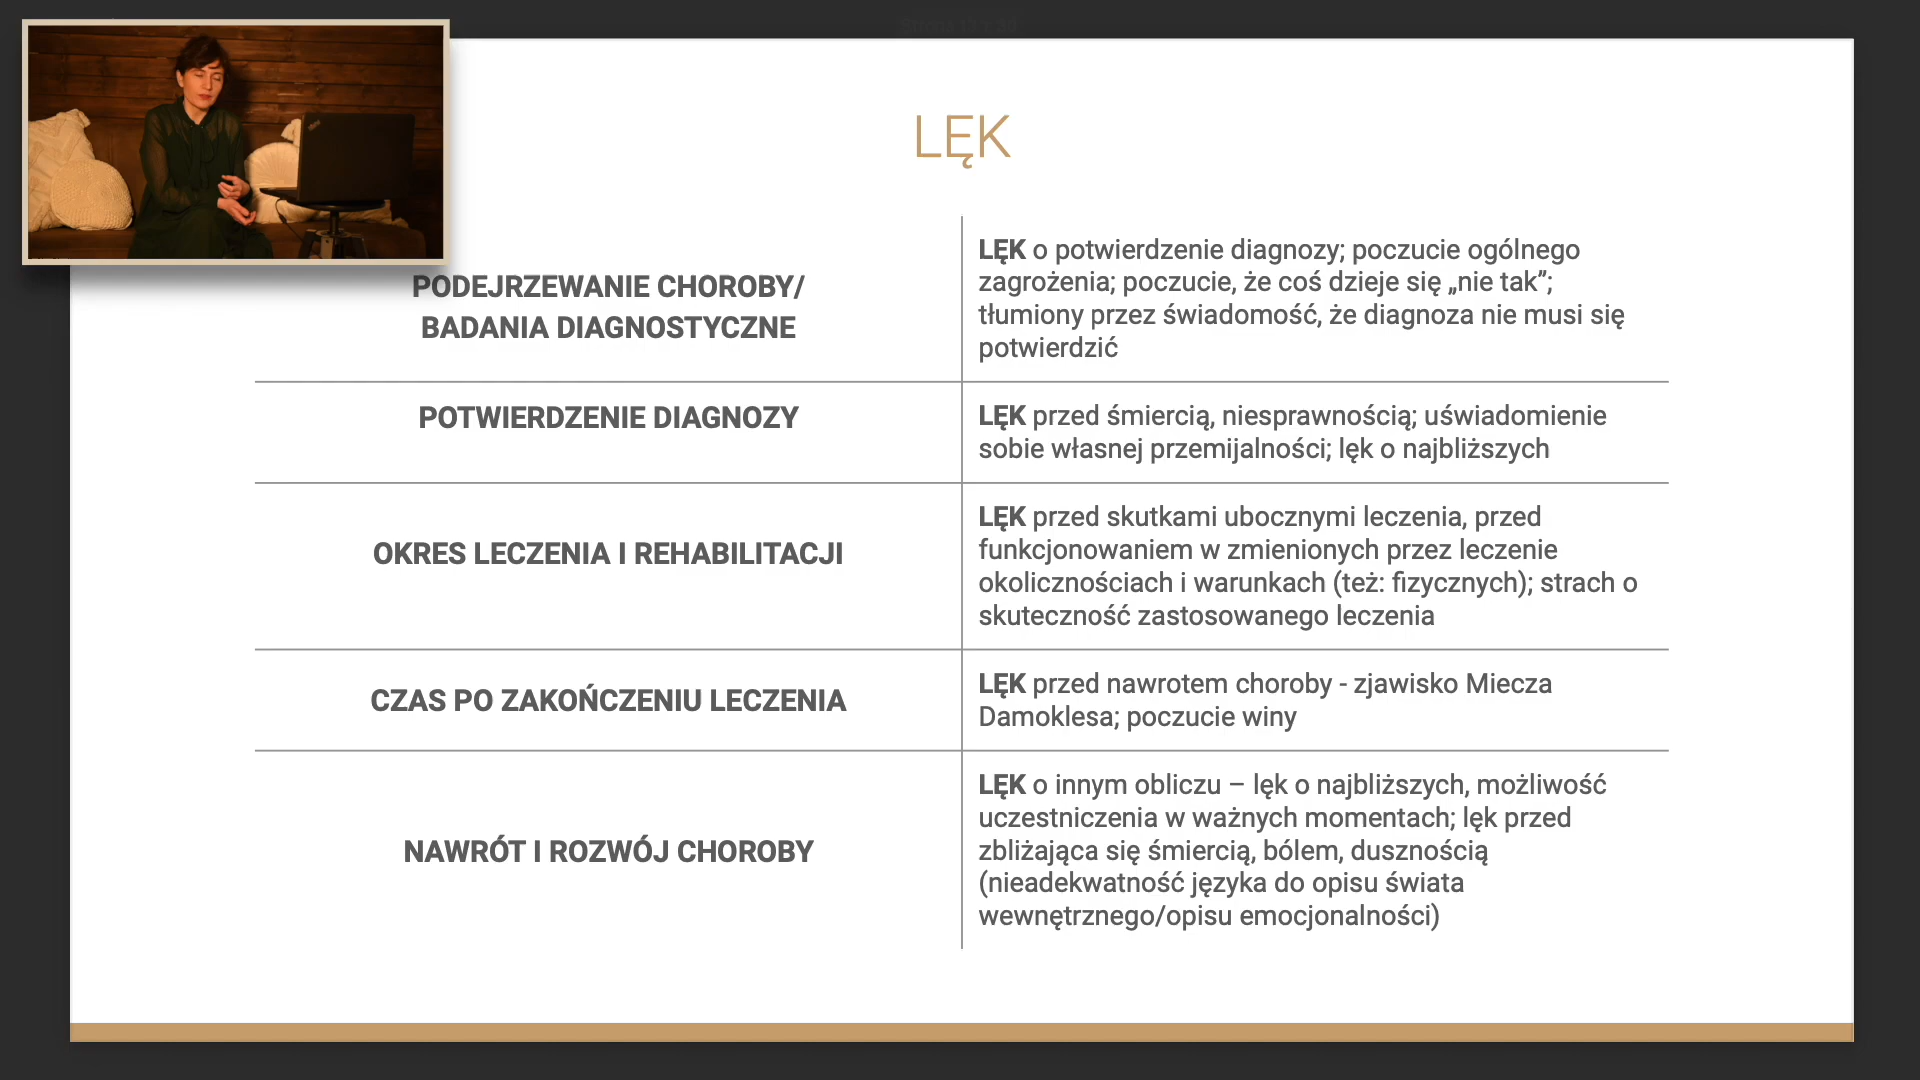 LĘK
PODEJRZEWANIE CHOROBY/
BADANIA DIAGNOSTYCZNE
LĘK o potwierdzenie diagnozy; poczucie ogólnego
zagrożenia; poczucie, że coś dzieje się „nie tak”;
tłumiony przez świadomość, że diagnoza nie musi się
potwierdzić
POTWIERDZENIE DIAGNOZY
LĘK przed śmiercią, niesprawnością; uświadomienie
sobie własnej przemijalności; lęk o najbliższych
OKRES LECZENIA I REHABILITACJI
LĘK przed skutkami ubocznymi leczenia, przed
funkcjonowaniem w zmienionych przez leczenie
okolicznościach i warunkach (też: fizycznych); strach o
skuteczność zastosowanego leczenia
CZAS PO ZAKOŃCZENIU LECZENIA
LĘK przed nawrotem choroby - zjawisko Miecza
Damoklesa; poczucie winy
NAWRÓT I ROZWÓJ CHOROBY
LĘK o innym obliczu – lęk o najbliższych, możliwość
uczestniczenia w ważnych momentach; lęk przed
zbliżająca się śmiercią, bólem, dusznością
(nieadekwatność języka do opisu świata
wewnętrznego/opisu emocjonalności)